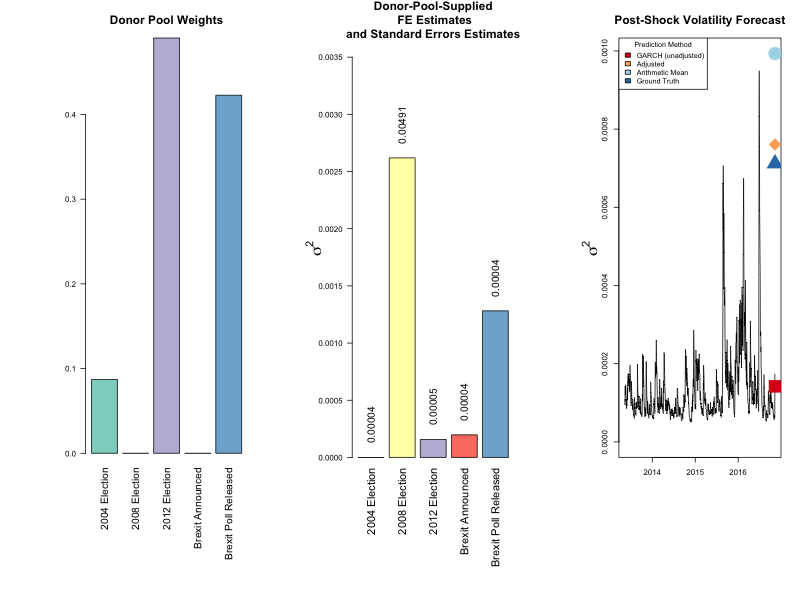 Donor Pool Weights
0.4
0.3
0.2
0.1
0.0
2004 Election
2008 Election
2012 Election
Brexit Announced
Brexit Poll Released
Donor-Pool-Supplied
FE Estimates
and Standard Errors Estimates
σ2
0.0035
0.0030
0.0025
0.0020
0.0015
0.0010
0.0005
0.0000
0.00004
0.00491
0.00005
0.00004
0.00004
2004 Election
2008 Election
2012 Election
Brexit Announced
Brexit Poll Released
Post-Shock Volatility Forecast
Prediction Method
GARCH (unadjusted)
Adjusted
Arithmetic Mean
Ground Truth
σ2
0.0010
0.0008
0.0006
0.0004
0.0002
0.0000
2014
2015
2016